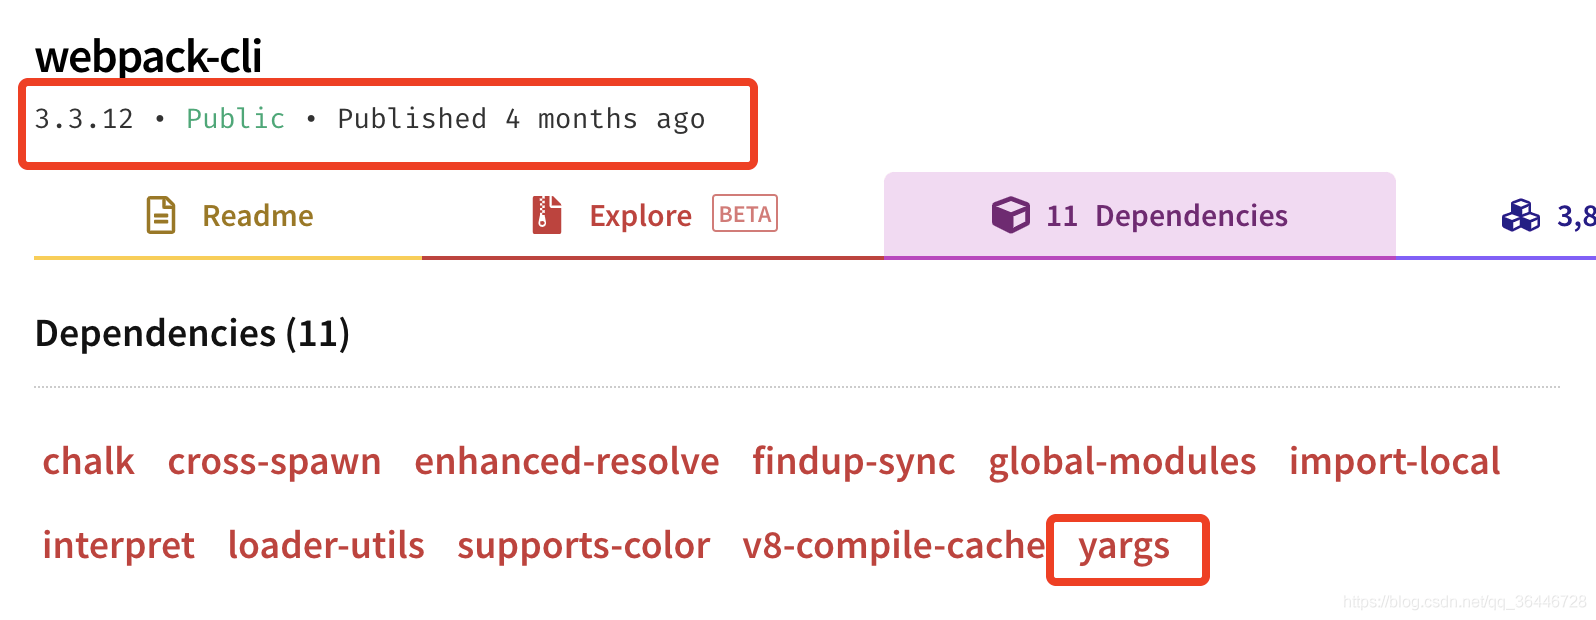 webpack-cli
3.3.12 • Public • Published 4 months ago
Readme Explore BETA 11 Dependencies 3,8
Dependencies (11)
chalk cross-spawn enhanced-resolve findup-sync global-modules import-local
interpret loader-utils supports-color v8-compile-cache yargs
https://blog.csdn.net/qq_36446728